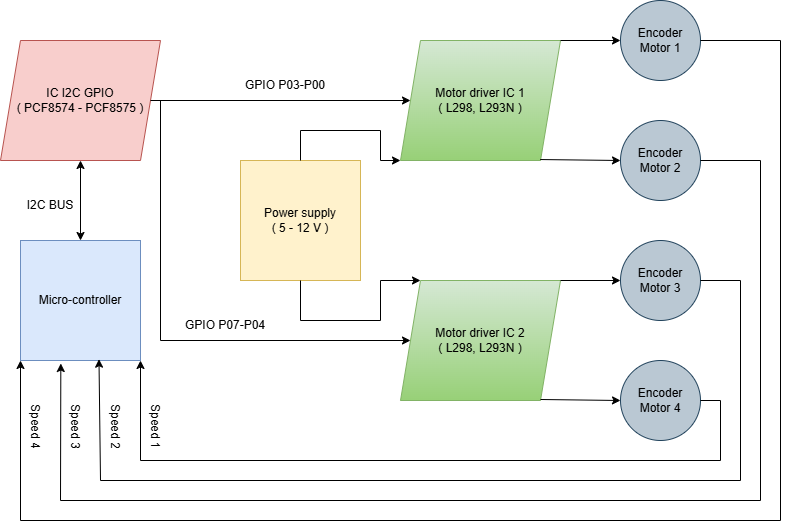 Encoder
Motor 1
IC I2C GPIO
( PCF8574 - PCF8575 )
GPIO P03-P00
Motor driver IC 1
( L298, L293N )
Encoder
Motor 2
I2C BUS
Power supply
( 5 - 12 V )
Micro-controller
Encoder
Motor 3
GPIO P07-P04
Motor driver IC 2
( L298, L293N )
Encoder
Motor 4
Speed 4
Speed 3
Speed 2
Speed 1